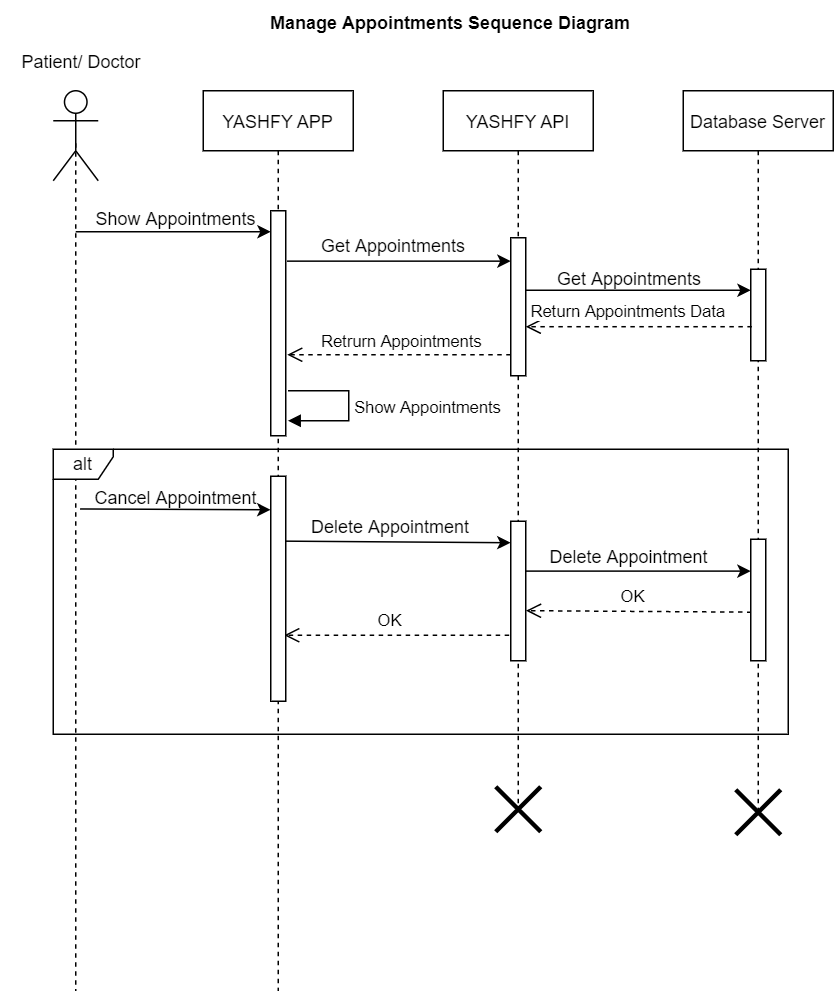 Manage Appointments Sequence Diagram
Patient/ Doctor
YASHFY APP
YASHFY API
Database Server
Show Appointments
Get Appointments
Get Appointments
Return Appointments Data
Retrurn Appointments
Show Appointments
alt
Cancel Appointment
Delete Appointment
Delete Appointment
OK
OK